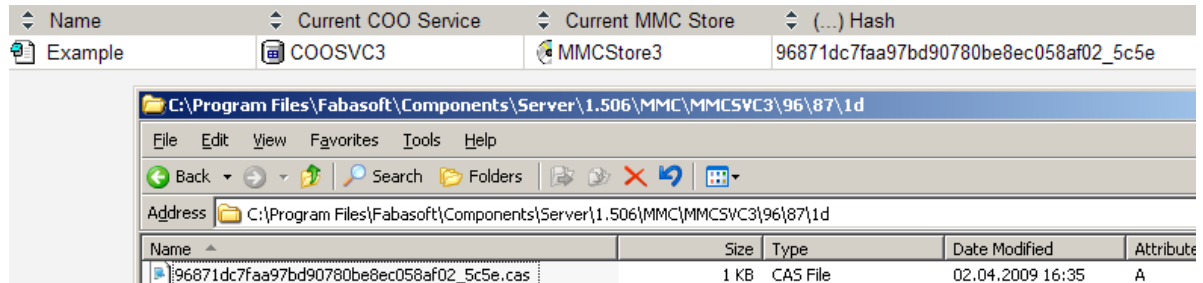 Name Current COO Service Current MMC Store (...) Hash
Example COOSVC3 MMCStore3 96871dc7faa97bd90780be8ec058af02_5c5e
C:\Program Files\Fabasoft\Components\Server\1.506\MMC\MMCSVC3\96\87\1d
File Edit View Favorites Tools Help
Back Search Folders
Address C:\Program Files\Fabasoft\Components\Server\1.506\MMC\MMCSVC3\96\87\1d
Name Size Type Date Modified Attribute
96871dc7faa97bd90780be8ec058af02_5c5e.cas 1 KB CAS File 02.04.2009 16:35 A